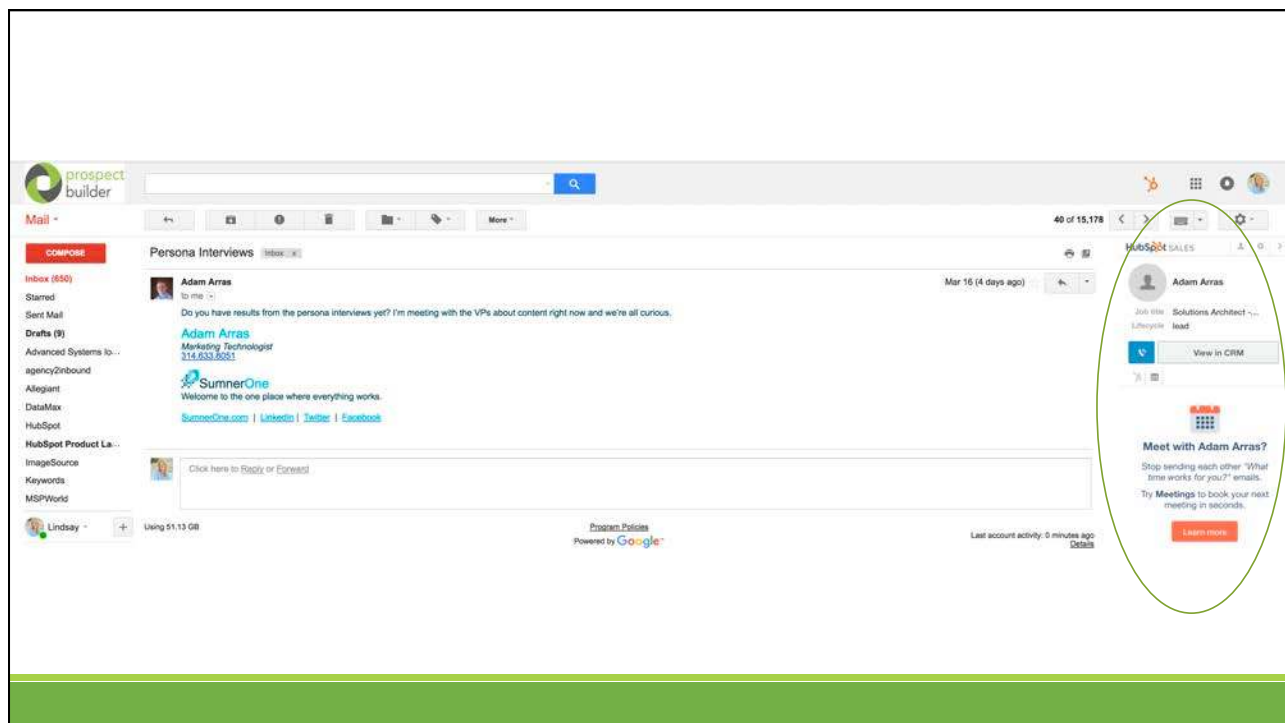 prospect
builder
Mail
More
40 of 15,178
COMPOSE
Inbox (650)
Starred
Sent Mail
Drafts (9)
Advanced Systems Io...
agency2inbound
Allegiant
DataMax
HubSpot
HubSpot Product La...
ImageSource
Keywords
MSPWorld
Lindsay
Persona Interviews
Inbox x
Adam Arras
to me
Mar 16 (4 days ago)
Do you have results from the persona interviews yet? I'm meeting with the VPs about content right now and we're all curious.
Adam Arras
Marketing Technologist
314.633.8051
SumnerOne
Welcome to the one place where everything works.
SumnerOne.com | LinkedIn | Twitter | Facebook
Click here to Reply or Forward
Using 51.13 GB
Program Policies
Powered by Google™
Last account activity: 0 minutes ago
Details
HubSpot SALES
Adam Arras
Job title Solutions Architect -...
Lifecycle lead
View in CRM
Meet with Adam Arras?
Stop sending each other "What
time works for you?" emails.
Try Meetings to book your next
meeting in seconds.
Learn more